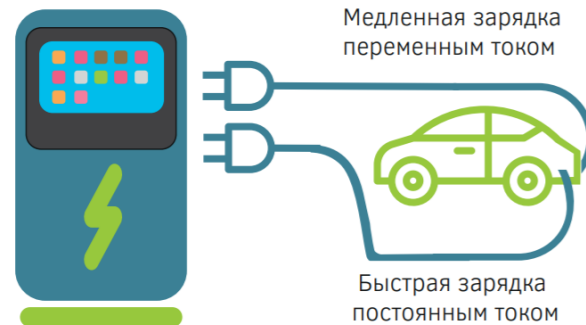 Медленная зарядка
переменным током
Быстрая зарядка
постоянным током